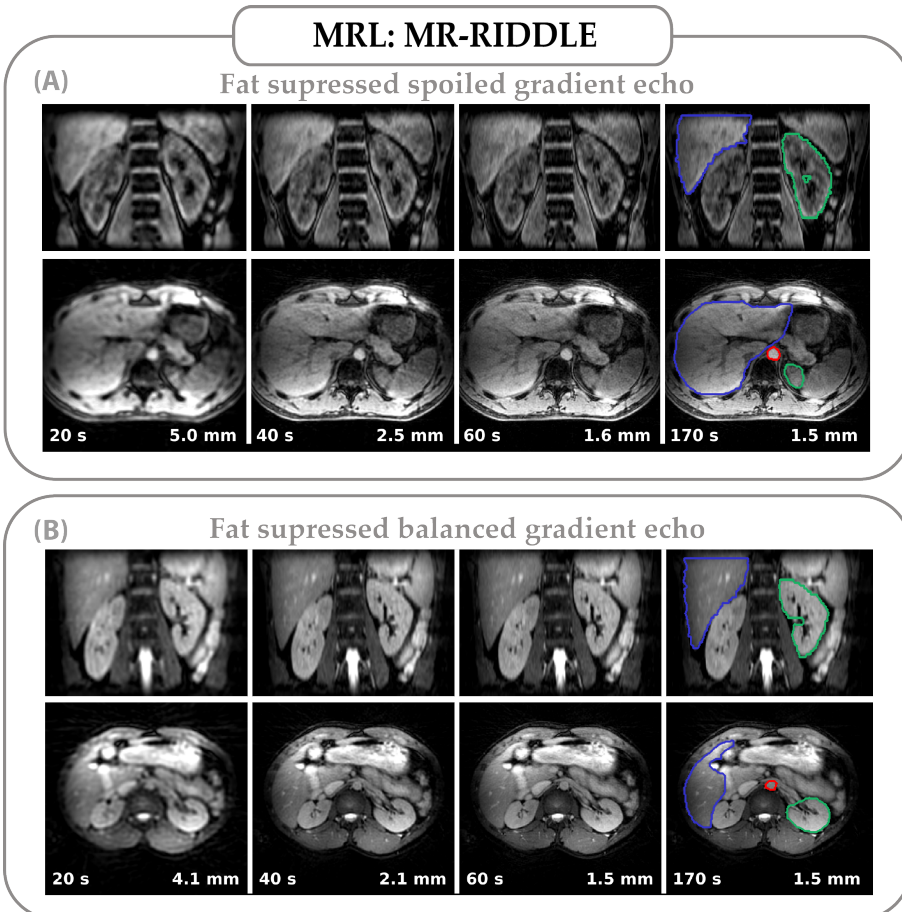 MRL: MR-RIDDLE
(A)
Fat supressed spoiled gradient echo
20 s 5.0 mm 40 s 2.5 mm 60 s 1.6 mm 170 s 1.5 mm
(B)
Fat supressed balanced gradient echo
20 s 4.1 mm 40 s 2.1 mm 60 s 1.5 mm 170 s 1.5 mm